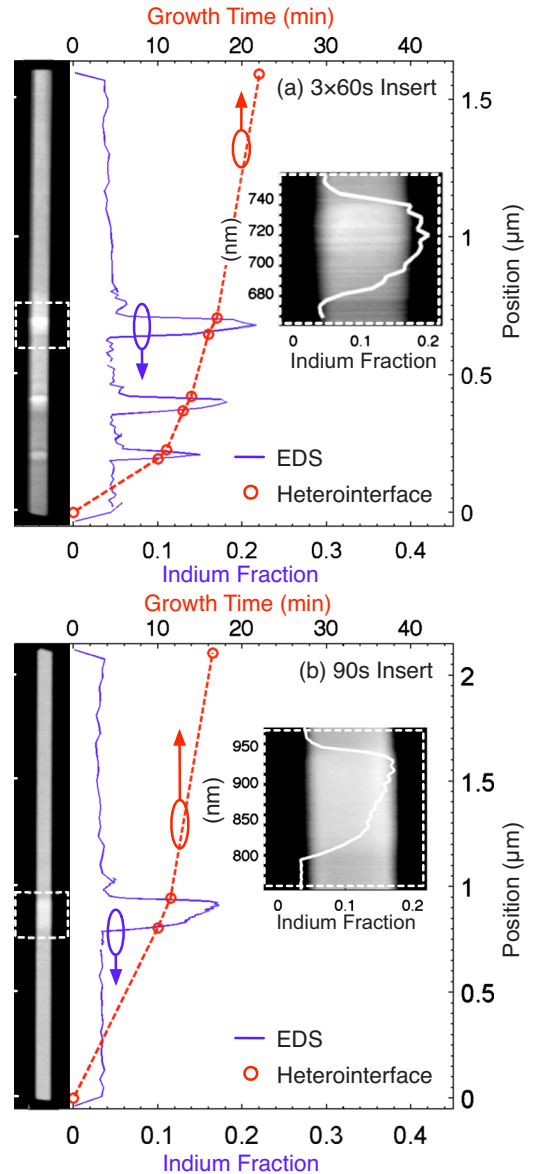 Growth Time (min)
0 10 20 30 40
(a) 3×60s Insert
1.5
740
720
700
680
(nm)
0 0.1 0.2
Indium Fraction
1
Position (μm)
0.5
EDS
Heterointerface
0
0 0.1 0.2 0.3 0.4
Indium Fraction
Growth Time (min)
0 10 20 30 40
(b) 90s Insert
2
950
900
850
800
(nm)
0 0.1 0.2
Indium Fraction
1.5
1
Position (μm)
0.5
EDS
Heterointerface
0
0 0.1 0.2 0.3 0.4
Indium Fraction